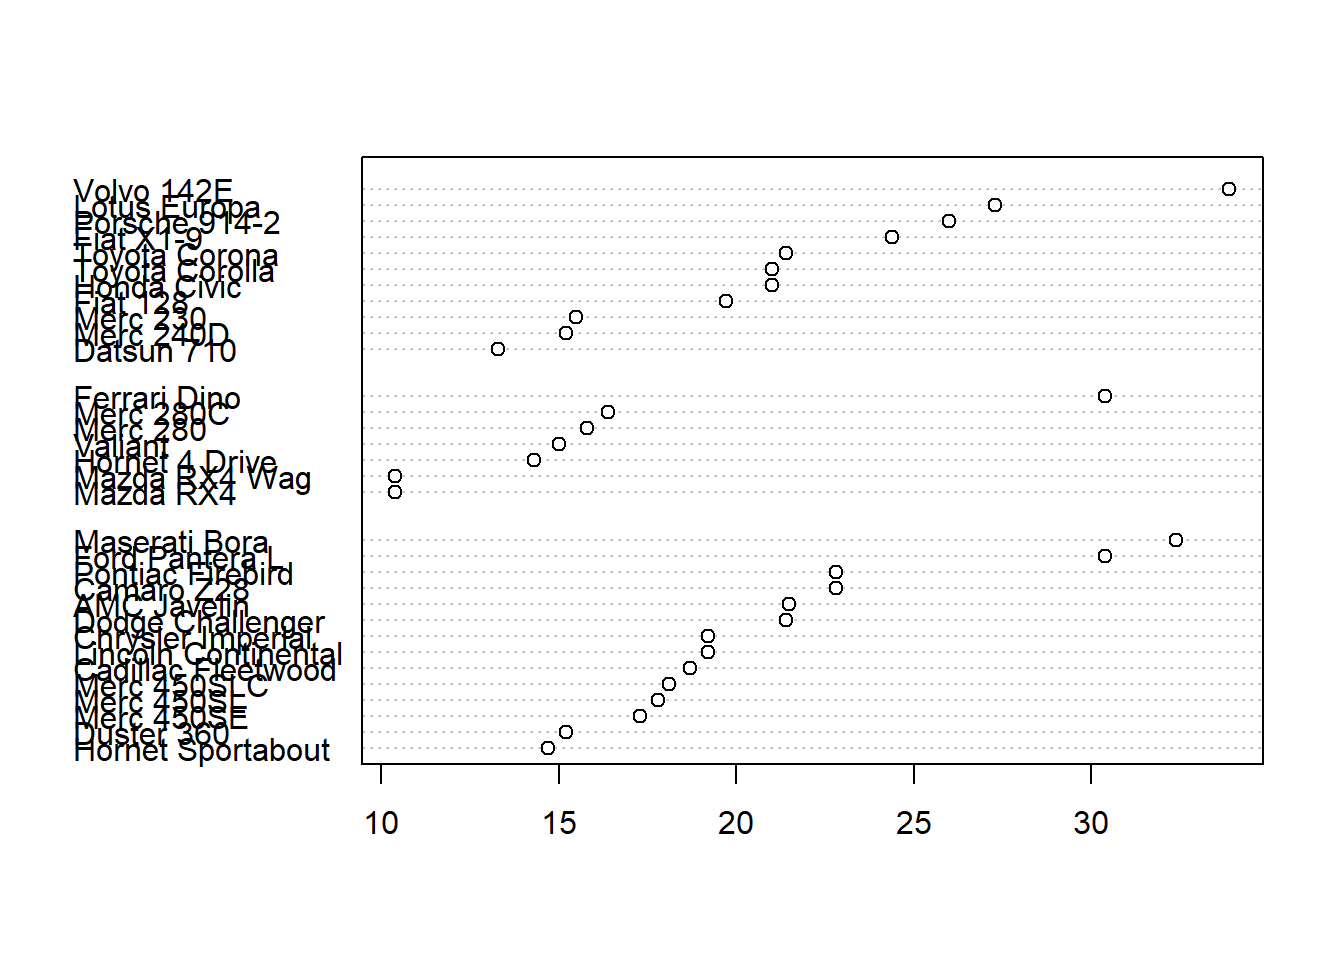 Volvo 142E
Lotus Europa
Porsche 914-2
Fiat X1-9
Toyota Corona
Toyota Corolla
Honda Civic
Fiat 128
Merc 230
Merc 240D
Datsun 710
Ferrari Dino
Merc 280C
Merc 280
Valiant
Hornet 4 Drive
Mazda RX4 Wag
Mazda RX4
Maserati Bora
Ford Pantera L
Pontiac Firebird
Camaro Z28
AMC Javelin
Dodge Challenger
Chrysler Imperial
Lincoln Continental
Cadillac Fleetwood
Merc 450SLC
Merc 450SL
Merc 450SE
Duster 360
Hornet Sportabout
10 15 20 25 30